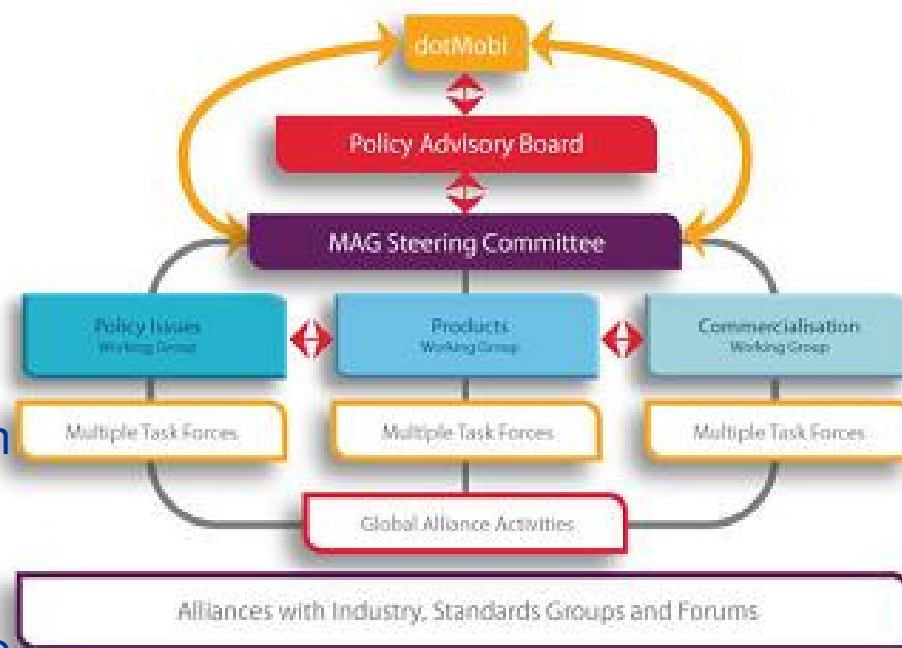 dotMobi
Policy Advisory Board
MAG Steering Committee
Policy Issues
Working Group
Products
Working Group
Commercialisation
Working Group
Multiple Task Forces
Multiple Task Forces
Multiple Task Forces
Global Alliance Activities
Alliances with Industry, Standards Groups and Forums